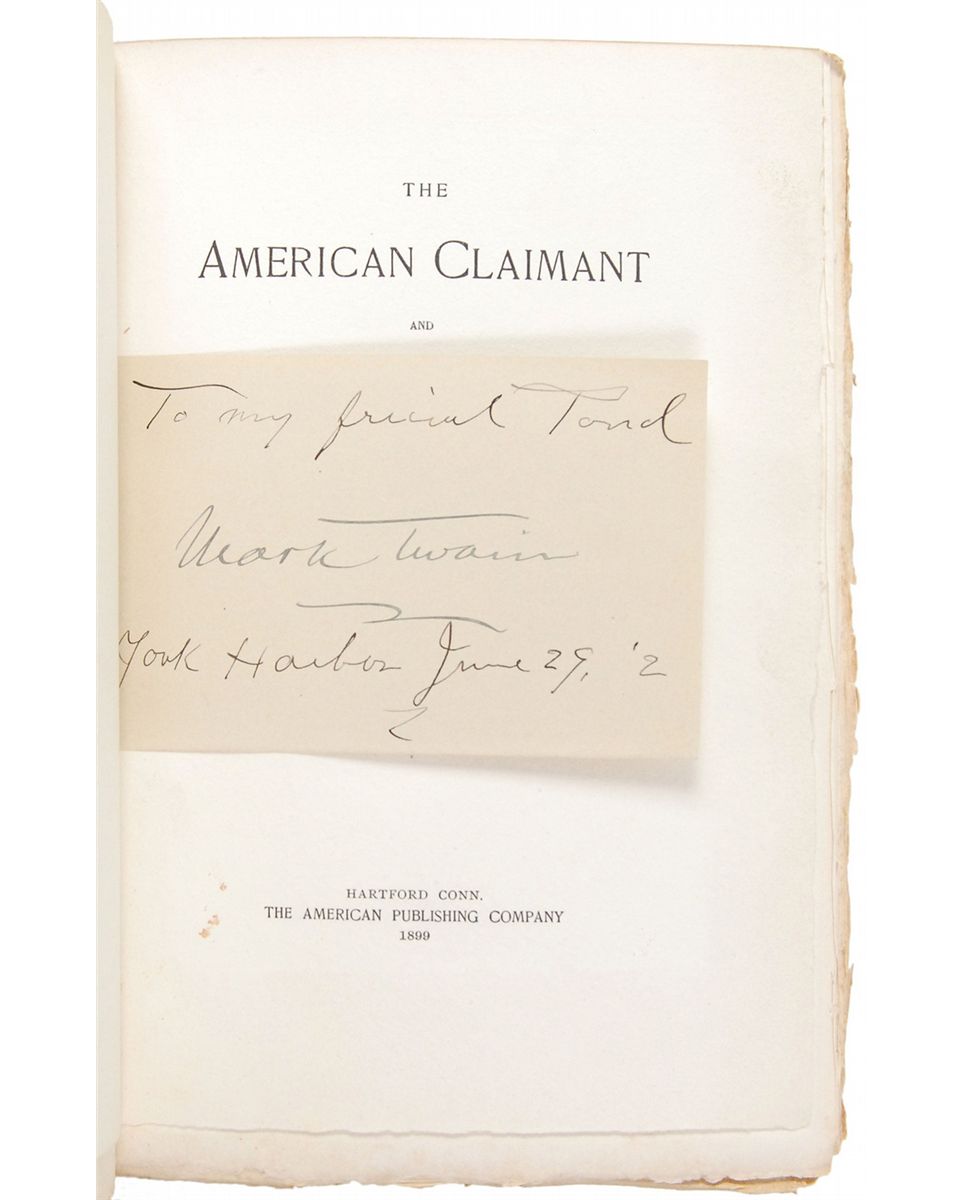 THE
AMERICAN CLAIMANT
AND
To my friend
Mark Twain
York Harbor June 29, '2
HARTFORD CONN.
THE AMERICAN PUBLISHING COMPANY
1899